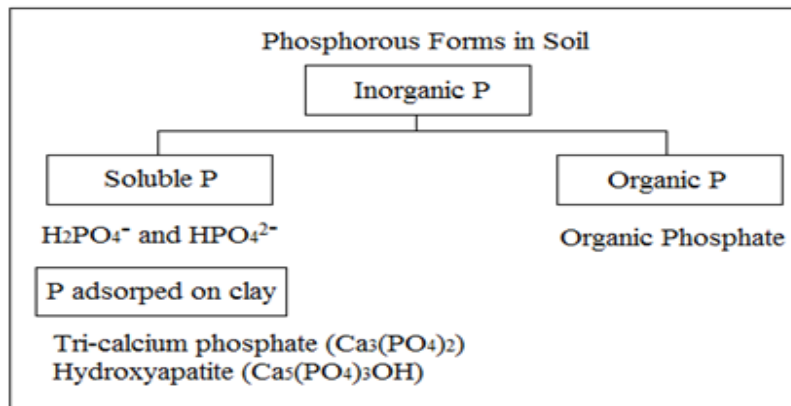 Phosphorous Forms in Soil
Inorganic P
Soluble P
Organic P
H₂PO₄⁻ and HPO₄²⁻
Organic Phosphate
P adsorped on clay
Tri-calcium phosphate (Ca₃(PO₄)₂)
Hydroxyapatite (Ca₅(PO₄)₃OH)